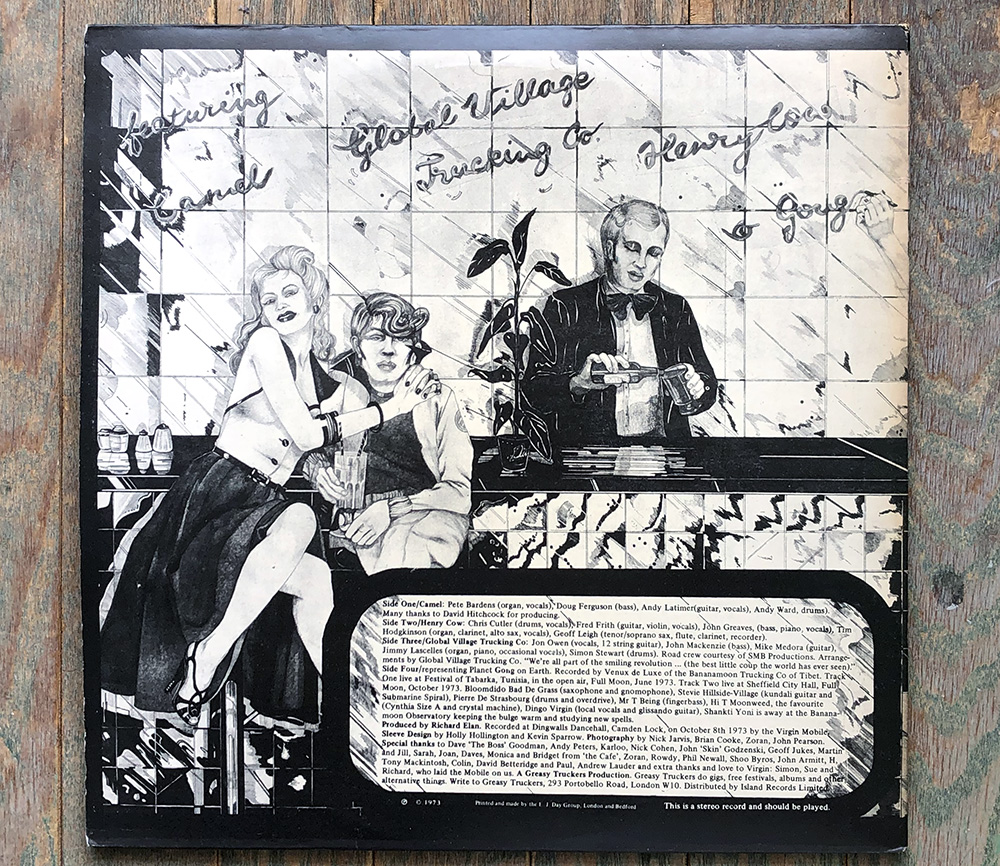 featuring
Camel
Global Village
Trucking Co.
Henry Cow
& Gong
Side One/Camel: Pete Bardens (organ, vocals), Doug Ferguson (bass), Andy Latimer(guitar, vocals), Andy Ward, drums).
Many thanks to David Hitchcock for producing.
Side Two/Henry Cow: Chris Cutler (drums, vocals), Fred Frith (guitar, violin, vocals), John Greaves, (bass, piano, vocals), Tim
Hodgkinson (organ, clarinet, alto sax, vocals), Geoff Leigh (tenor/soprano sax, flute, clarinet, recorder).
Side Three/Global Village Trucking Co: Jon Owen (vocals, 12 string guitar), John Mackenzie (bass), Mike Medora (guitar),
Jimmy Lascelles (organ, piano, occasional vocals), Simon Stewart (drums). Road crew courtesy of SMB Productions. Arrange-
ments by Global Village Trucking Co. "We're all part of the smiling revolution ... (the best little coup the world has ever seen)."
Side Four/representing Planet Gong on Earth. Recorded by Venux de Luxe of the Bananamoon Trucking Co of Tibet. Track
One live at Festival of Tabarka, Tunisia, in the open air, Full Moon, June 1973. Track Two live at Sheffield City Hall, Full
Moon, October 1973. Bloomdido Bad De Grass (saxophone and gnomophone), Stevie Hillside-Village (kundali guitar and
Submarine Spiral), Pierre De Strasbourg (drums and overdrive), Mr T Being (fingerbass), Hi T Moonweed, the favourite
(Cynthia Size A and crystal machine), Dingo Virgin (local vocals and glissando guitar), Shankti Yoni is away at the Banana-
moon Observatory keeping the bulge warm and studying new spells.
Produced by Richard Elan. Recorded at Dingwalls Dancehall, Camden Lock, on October 8th 1973 by the Virgin Mobile.
Sleeve Design by Holly Hollington and Kevin Sparrow. Photography by Nick Jarvis, Brian Cooke, Zoran, John Pearson.
Special thanks to Dave 'The Boss' Goodman, Andy Peters, Karloo, Nick Cohen, John 'Skin' Godzenski, Geoff Jukes, Martin
and Jill, Sarah, Joan, Daves, Monica and Bridget from 'the Cafe', Zoran, Rowdy, Phil Newall, Shoo Byros, John Armitt, H,
Tony Mackintosh, Colin, David Betteridge and Paul, Andrew Lauder and extra thanks and love to Virgin: Simon, Sue and
Richard, who laid the Mobile on us. A Greasy Truckers Production. Greasy Truckers do gigs, free festivals, albums and other
alternative things. Write to Greasy Truckers, 293 Portobello Road, London W10. Distributed by Island Records Limited.
℗ © 1973
Printed and made by the E. J. Day Group, London and Bedford
This is a stereo record and should be played.